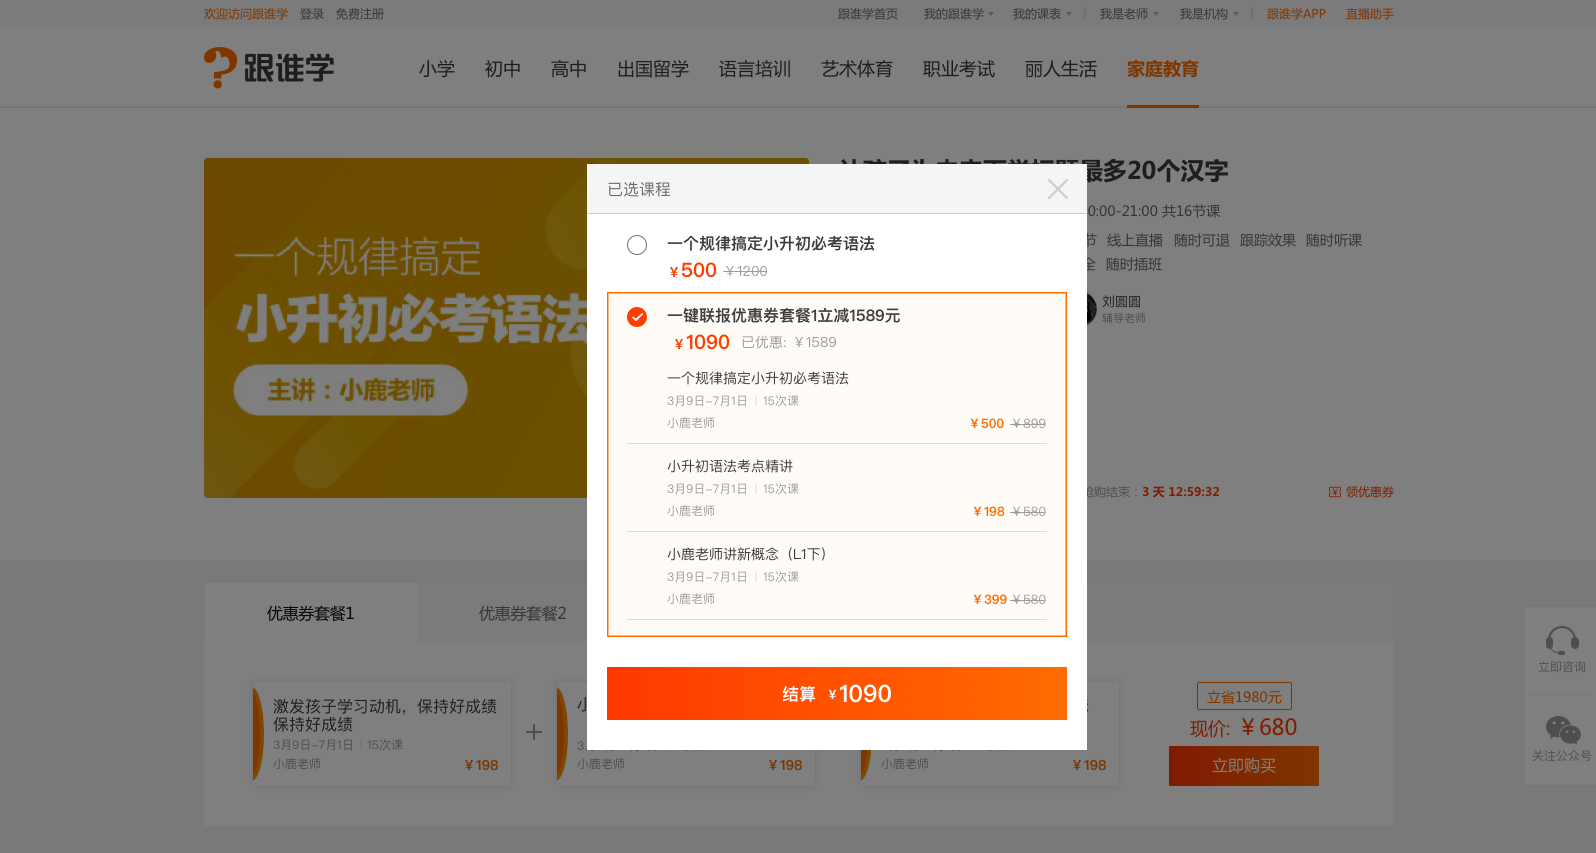 欢迎访问跟谁学 登录 免费注册
跟谁学首页 我的跟谁学 我的课表 我是老师 我是机构 跟谁学APP 直播助手
跟谁学
小学 初中 高中 出国留学 语言培训 艺术体育 职业考试 丽人生活 家庭教育
最多20个汉字
0:00-21:00 共16节课
节 线上直播 随时可退 跟踪效果 随时听课
全 随时插班
刘圆圆
辅导老师
抢购结束：3 天 12:59:32
领优惠券
一个规律搞定
小升初必考语法
主讲：小鹿老师
已选课程
一个规律搞定小升初必考语法
¥500 ¥1200
一键联报优惠券套餐1立减1589元
¥1090 已优惠: ¥1589
一个规律搞定小升初必考语法
3月9日-7月1日 | 15次课
小鹿老师
¥500 ¥899
小升初语法考点精讲
3月9日-7月1日 | 15次课
小鹿老师
¥198 ¥580
小鹿老师讲新概念（L1下）
3月9日-7月1日 | 15次课
小鹿老师
¥399 ¥580
结算 ¥1090
优惠券套餐1
优惠券套餐2
激发孩子学习动机，保持好成绩
保持好成绩
3月9日-7月1日 | 15次课
小鹿老师
¥198
+
小鹿老师
¥198
小鹿老师
¥198
立省1980元
现价: ¥680
立即购买
立即咨询
关注公众号